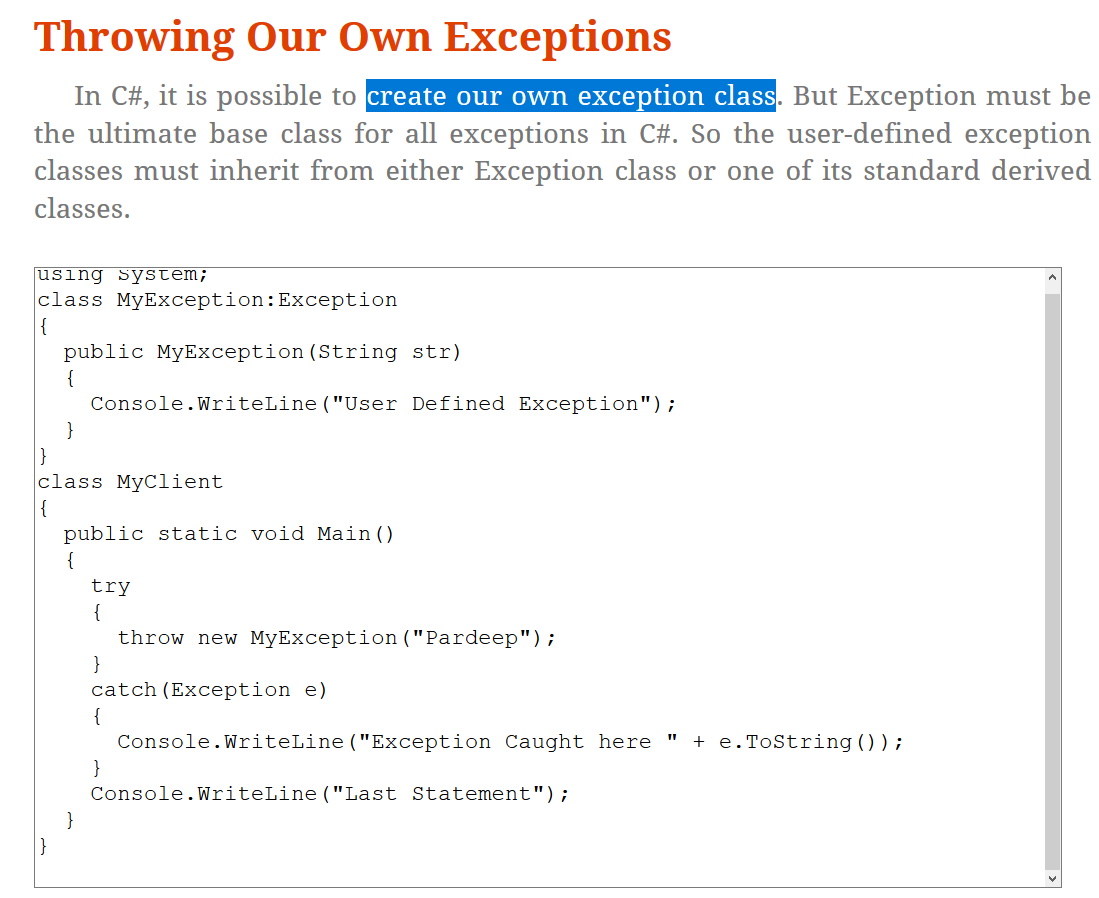 Throwing Our Own Exceptions
In C#, it is possible to create our own exception class. But Exception must be
the ultimate base class for all exceptions in C#. So the user-defined exception
classes must inherit from either Exception class or one of its standard derived
classes.
using System;
class MyException:Exception
{
  public MyException(String str)
  {
    Console.WriteLine("User Defined Exception");
  }
}
class MyClient
{
  public static void Main()
  {
    try
    {
      throw new MyException("Pardeep");
    }
    catch(Exception e)
    {
      Console.WriteLine("Exception Caught here " + e.ToString());
    }
    Console.WriteLine("Last Statement");
  }
}